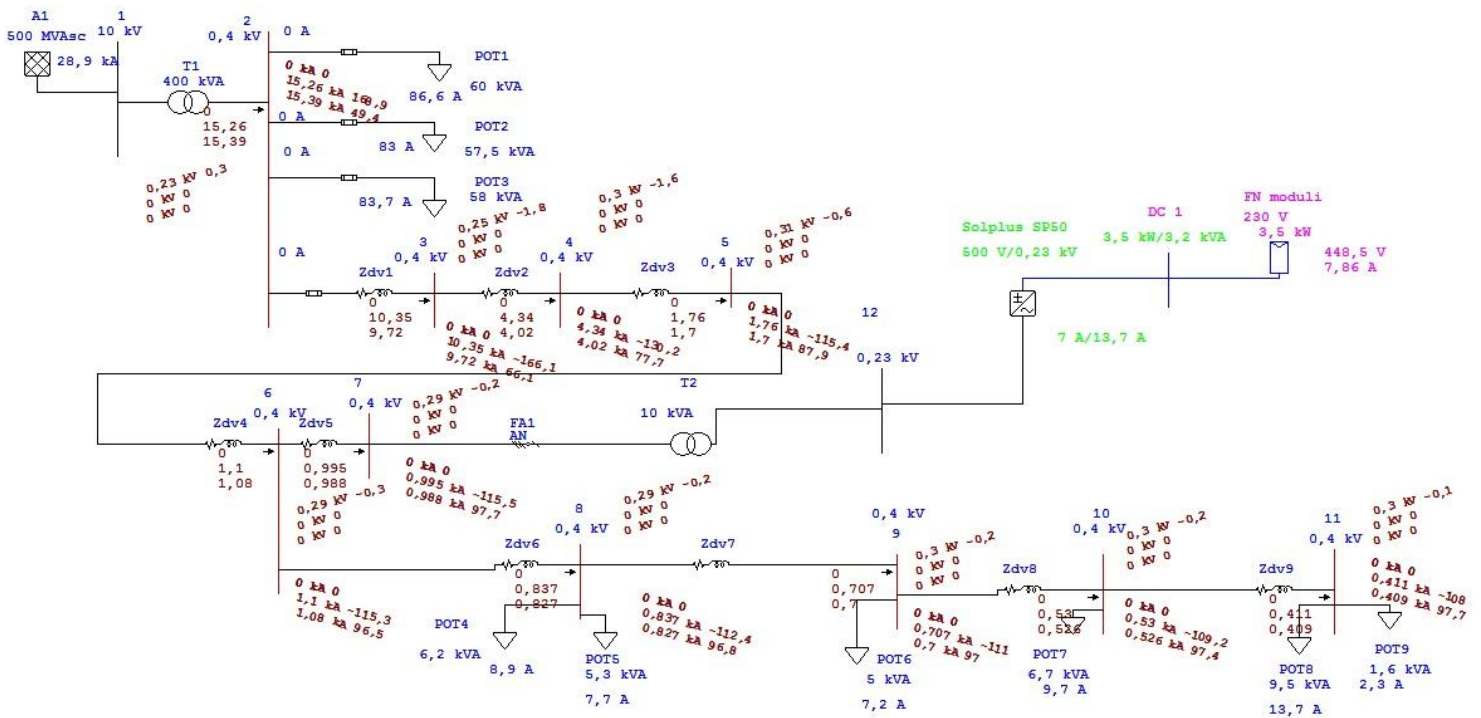 A1
500 MVAsc
28,9 kA
1
10 kV
T1
400 kVA
2
0,4 kV
0 A
POT1
60 kVA
86,6 A
0 kA 0
15,26 kA 168,9
15,39 kA 49,4
0
15,26
15,39
0 A
POT2
83 A
57,5 kVA
0 A
POT3
58 kVA
83,7 A
0,23 kV 0,3
0 kV 0
0 kV 0
0 A
Zdv1
0
10,35
9,72
0,25 kV -1,8
0 kV 0
0 kV 0
3
0,4 kV
0 kA 0
10,35 kA -166,1
9,72 kA 66,1
Zdv2
0
4,34
4,02
0,3 kV -1,6
0 kV 0
0 kV 0
4
0,4 kV
0 kA 0
4,34 kA -130,2
4,02 kA 77,7
Zdv3
0
1,76
1,7
0,31 kV -0,6
0 kV 0
0 kV 0
5
0,4 kV
0 kA 0
1,76 kA -115,4
1,7 kA 87,9
Solplus SP50
500 V/0,23 kV
DC 1
3,5 kW/3,2 kVA
FN moduli
230 V
3,5 kW
448,5 V
7,86 A
7 A/13,7 A
12
0,23 kV
Zdv4
0
1,1
1,08
6
0,4 kV
Zdv5
0
0,995
0,988
7
0,4 kV
0,29 kV -0,2
0 kV 0
0 kV 0
0 kA 0
0,995 kA -115,5
0,988 kA 97,7
FA1
AN
T2
10 kVA
0,29 kV -0,3
0 kV 0
0 kV 0
0 kA 0
1,1 kA -115,3
1,08 kA 96,5
Zdv6
0
0,837
0,827
8
0,4 kV
0,29 kV -0,2
0 kV 0
0 kV 0
0 kA 0
0,837 kA -112,4
0,827 kA 96,8
POT4
6,2 kVA
8,9 A
POT5
5,3 kVA
7,7 A
Zdv7
0
0,707
0,7
0,4 kV
9
0,3 kV -0,2
0 kV 0
0 kV 0
0 kA 0
0,707 kA -111
0,7 kA 97
POT6
5 kVA
7,2 A
Zdv8
0
0,53
0,526
10
0,4 kV
0,3 kV -0,2
0 kV 0
0 kV 0
0 kA 0
0,53 kA -109,2
0,526 kA 97,4
POT7
6,7 kVA
9,7 A
Zdv9
0
0,411
0,409
11
0,4 kV
0,3 kV -0,1
0 kV 0
0 kV 0
0 kA 0
0,411 kA -108
0,409 kA 97,7
POT8
9,5 kVA
13,7 A
POT9
1,6 kVA
2,3 A